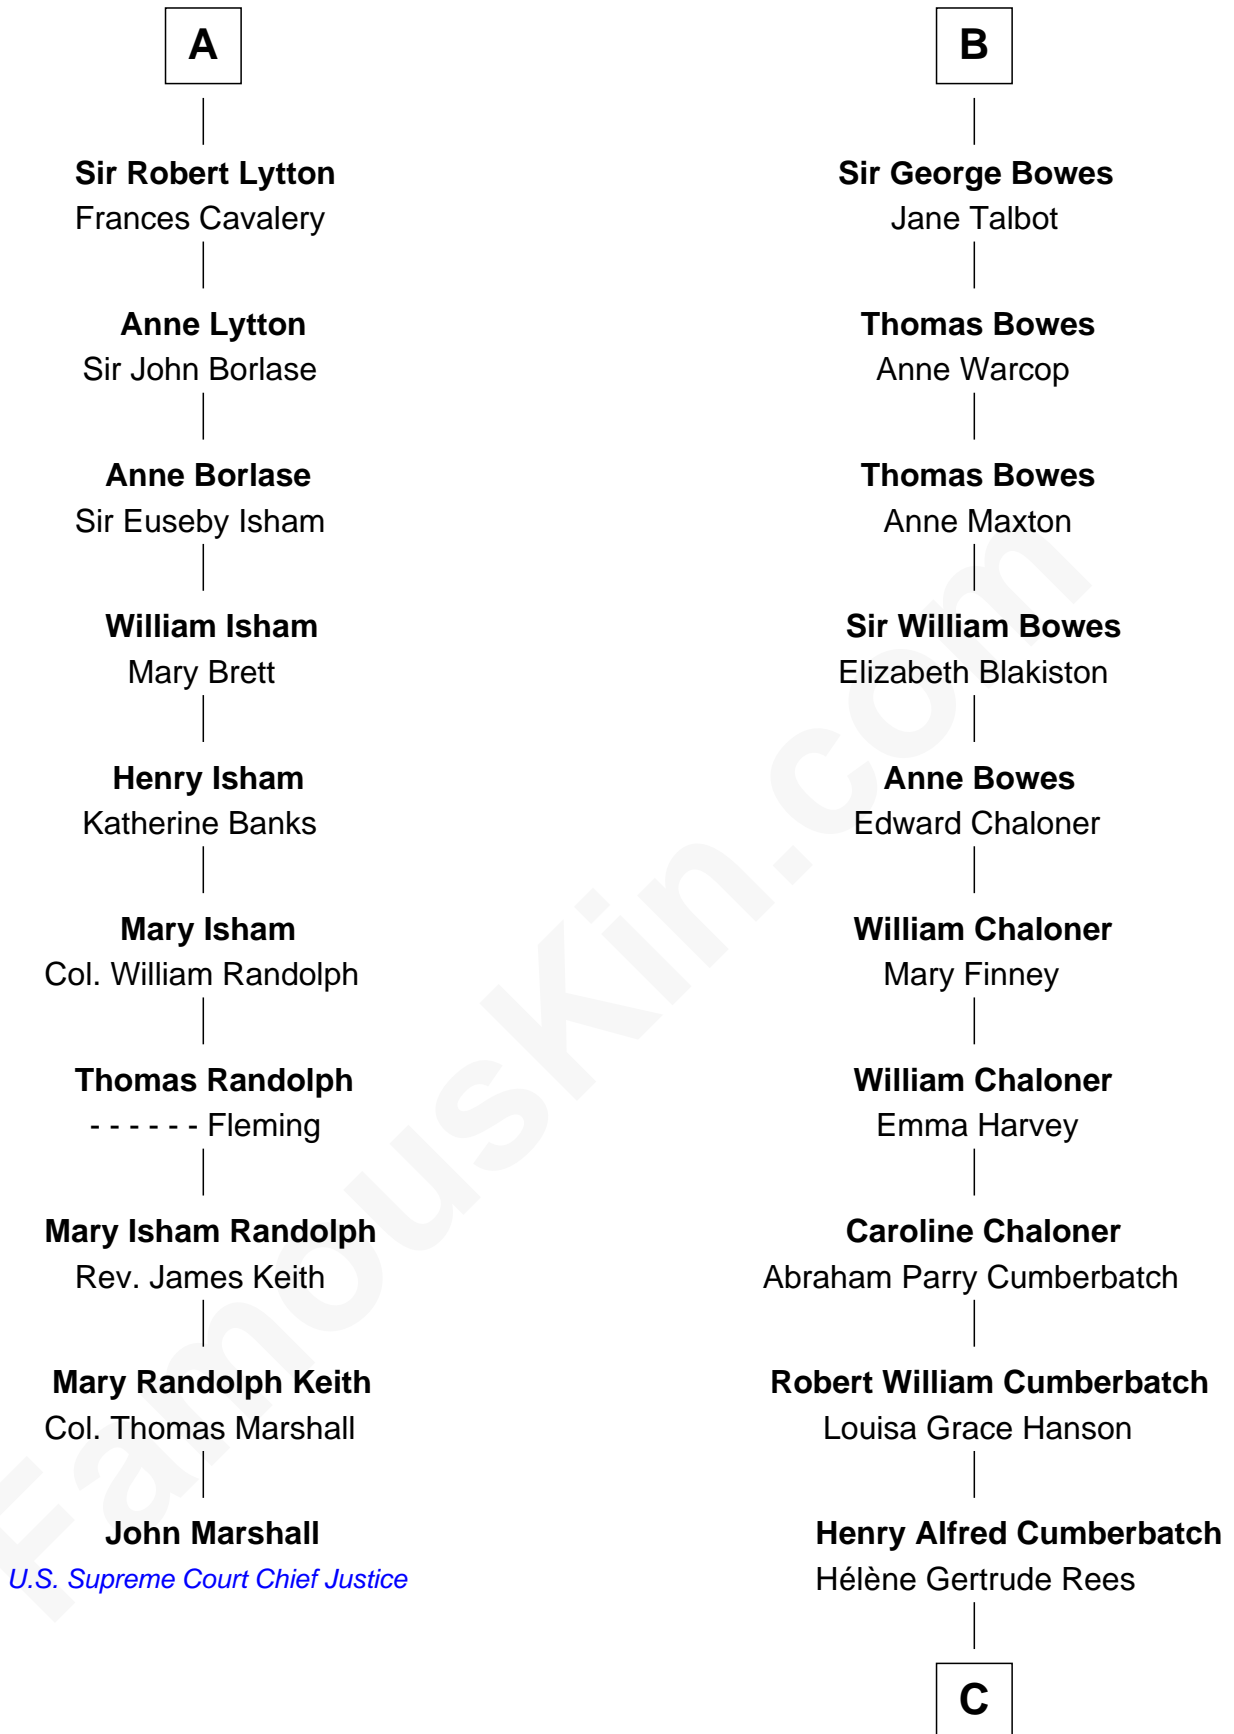 A
Sir Robert Lytton
Frances Cavalery
Anne Lytton
Sir John Borlase
Anne Borlase
Sir Euseby Isham
William Isham
Mary Brett
Henry Isham
Katherine Banks
Mary Isham
Col. William Randolph
Thomas Randolph
- - - - - - Fleming
Mary Isham Randolph
Rev. James Keith
Mary Randolph Keith
Col. Thomas Marshall
John Marshall
U.S. Supreme Court Chief Justice
B
Sir George Bowes
Jane Talbot
Thomas Bowes
Anne Warcop
Thomas Bowes
Anne Maxton
Sir William Bowes
Elizabeth Blakiston
Anne Bowes
Edward Chaloner
William Chaloner
Mary Finney
William Chaloner
Emma Harvey
Caroline Chaloner
Abraham Parry Cumberbatch
Robert William Cumberbatch
Louisa Grace Hanson
Henry Alfred Cumberbatch
Hélène Gertrude Rees
C
FamousKin.com